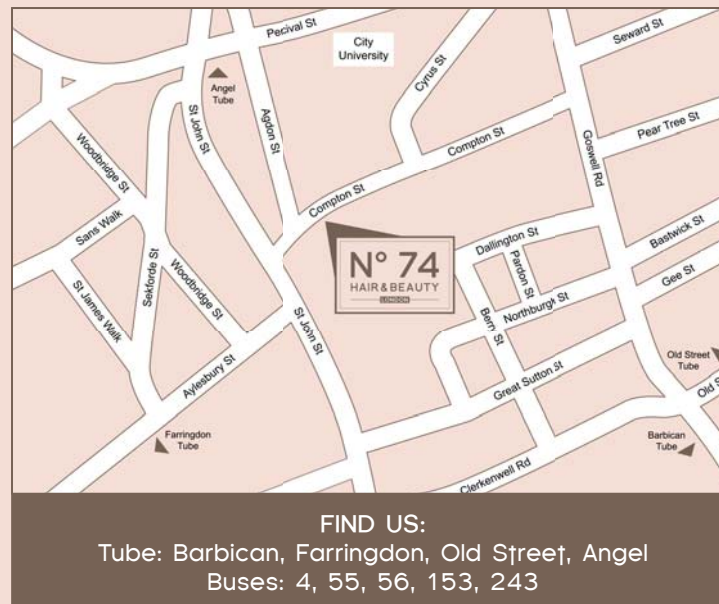 Percival St
City
University
Seward St
Cyrus St
Angel
Tube
St John St
Agdon St
Goswell Rd
Pear Tree St
Woodbridge St
Compton St
Compton St
Sans Walk
Dallington St
Bastwick St
N° 74
HAIR&BEAUTY
LONDON
Pardon St
Gee St
Sekforde St
Woodbridge St
St James Walk
St John St
Berry St
Northburgh St
Old Street
Tube
Aylesbury St
Great Sutton St
Old S
Farringdon
Tube
Barbican
Tube
Clerkenwell Rd
FIND US:
Tube: Barbican, Farringdon, Old Street, Angel
Buses: 4, 55, 56, 153, 243